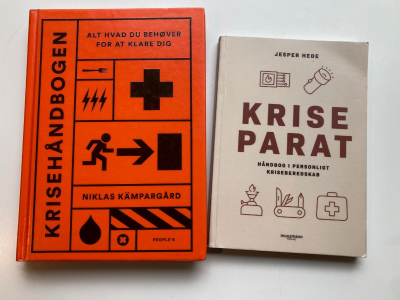 KRISEHÅNDBOGEN
ALT HVAD DU BEHØVER
FOR AT KLARE DIG
NIKLAS KÄMPARGÅRD
PEOPLE'S
JESPER HEDE
KRISE
PARAT
HÅNDBOG I PERSONLIGT
KRISEBEREDSKAB